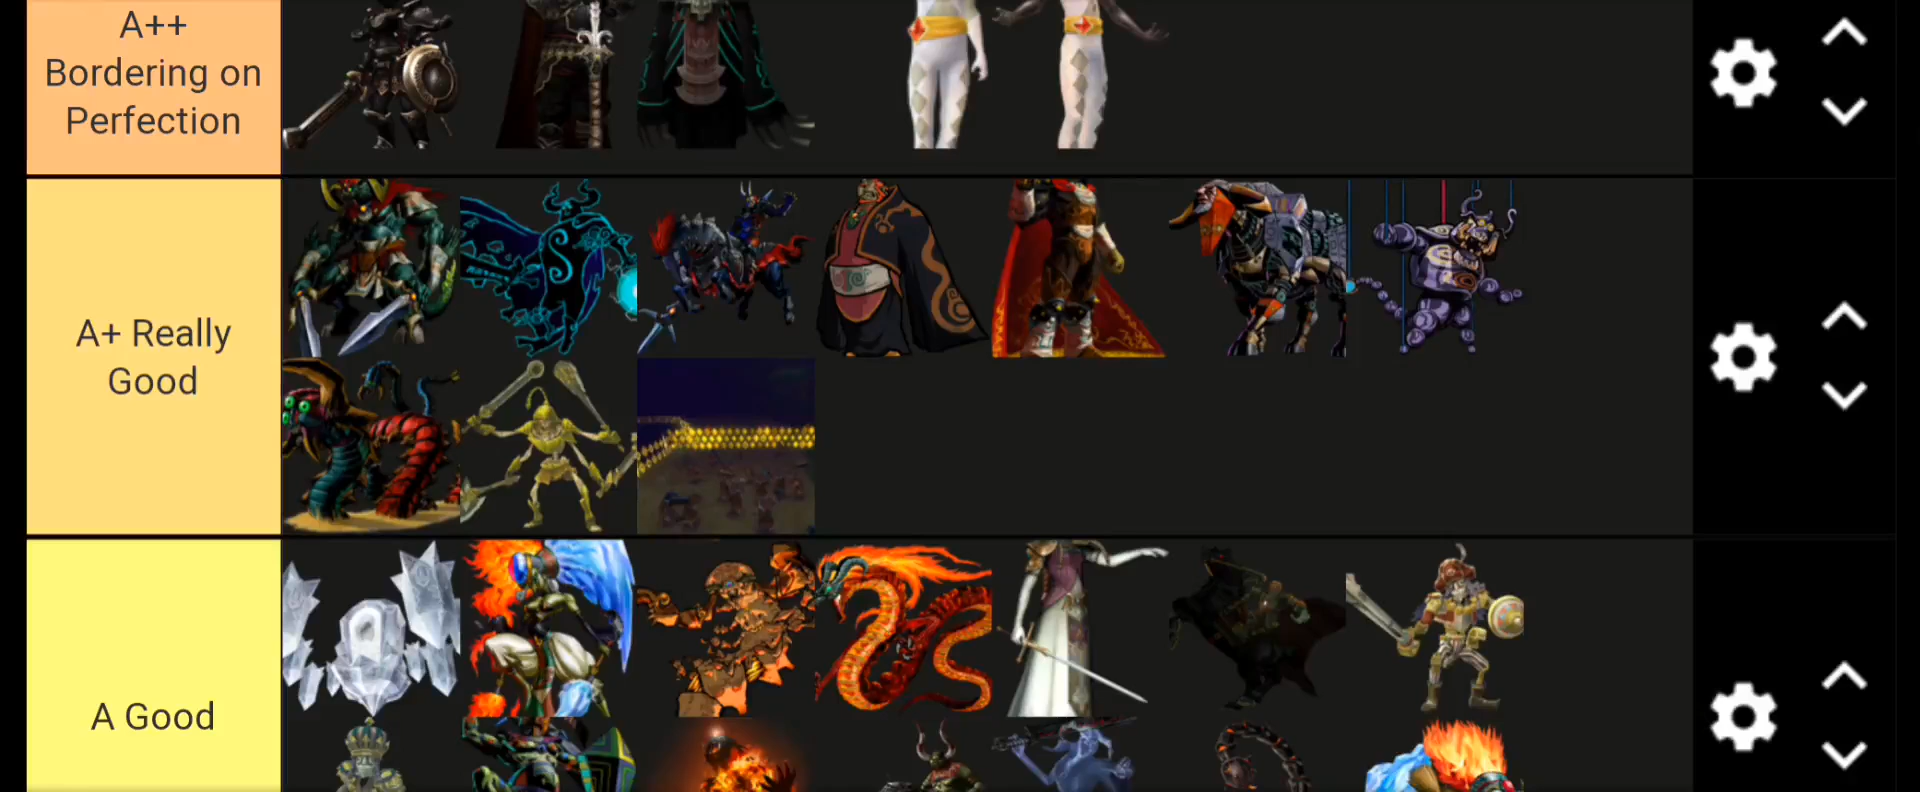 A++
Bordering on
Perfection
A+ Really
Good
A Good